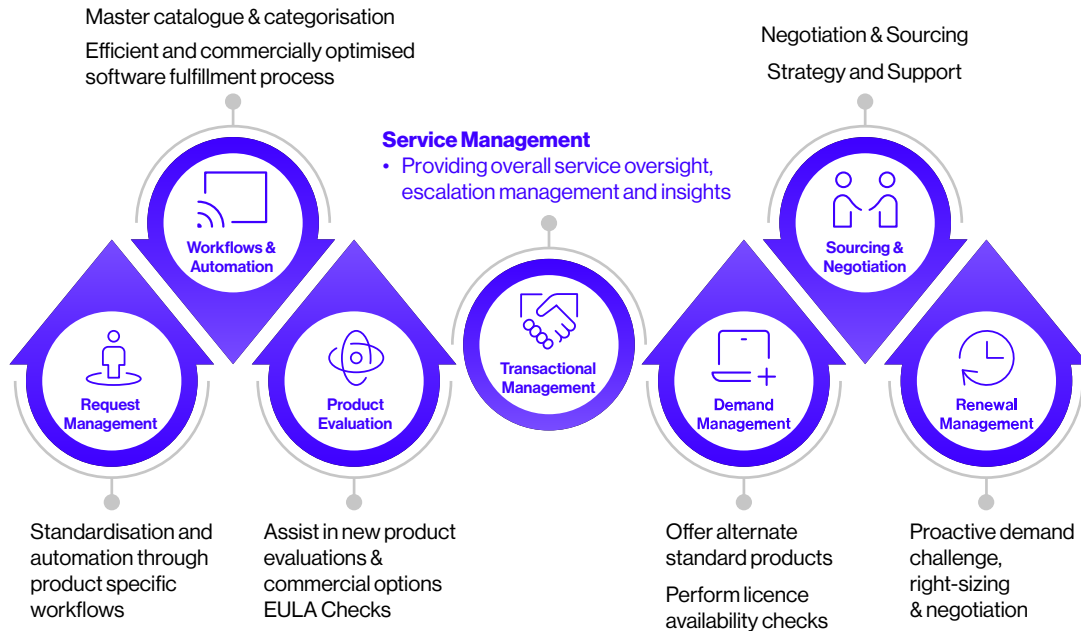 Master catalogue & categorisation
Efficient and commercially optimised
software fulfillment process
Negotiation & Sourcing
Strategy and Support
Service Management
• Providing overall service oversight,
escalation management and insights
Workflows &
Automation
Sourcing &
Negotiation
Request
Management
Product
Evaluation
Transactional
Management
Demand
Management
Renewal
Management
Standardisation and
automation through
product specific
workflows
Assist in new product
evaluations &
commercial options
EULA Checks
Offer alternate
standard products
Perform licence
availability checks
Proactive demand
challenge,
right-sizing
& negotiation